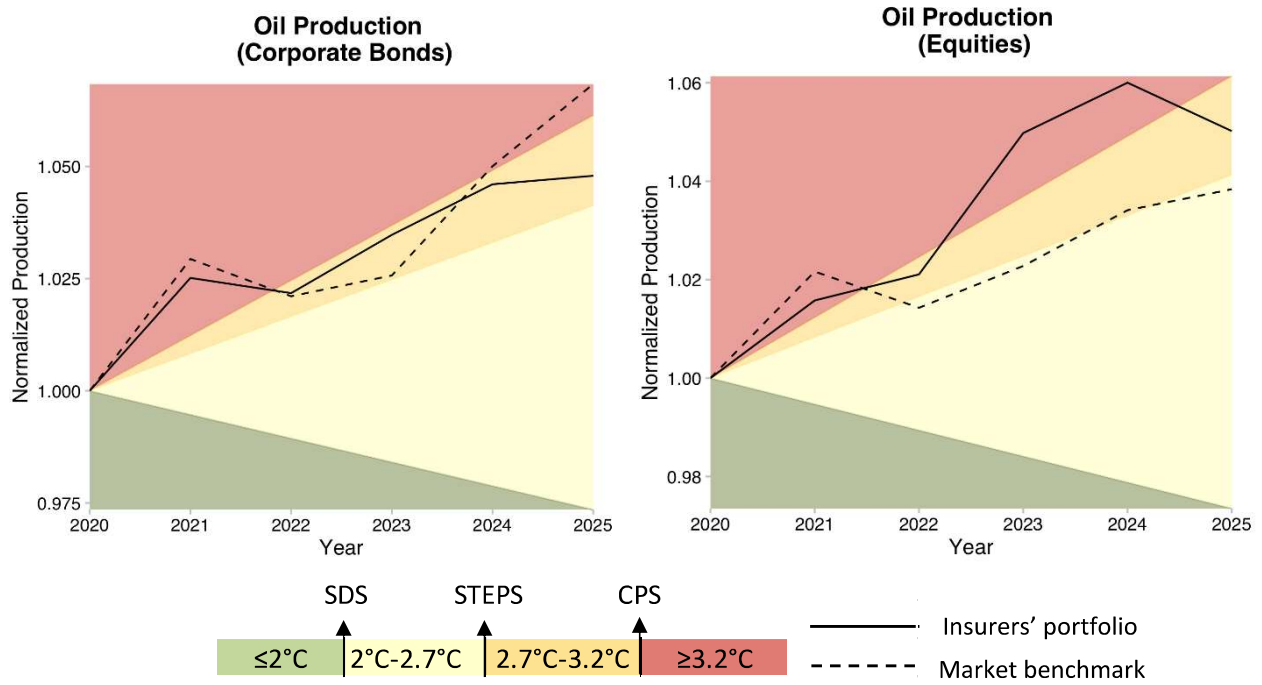 Oil Production
(Corporate Bonds)
Normalized Production
1.050
1.025
1.000
0.975
2020 2021 2022 2023 2024 2025
Year
Oil Production
(Equities)
Normalized Production
1.06
1.04
1.02
1.00
0.98
2020 2021 2022 2023 2024 2025
Year
SDS STEPS CPS
≤2°C 2°C-2.7°C 2.7°C-3.2°C ≥3.2°C
Insurers’ portfolio
Market benchmark